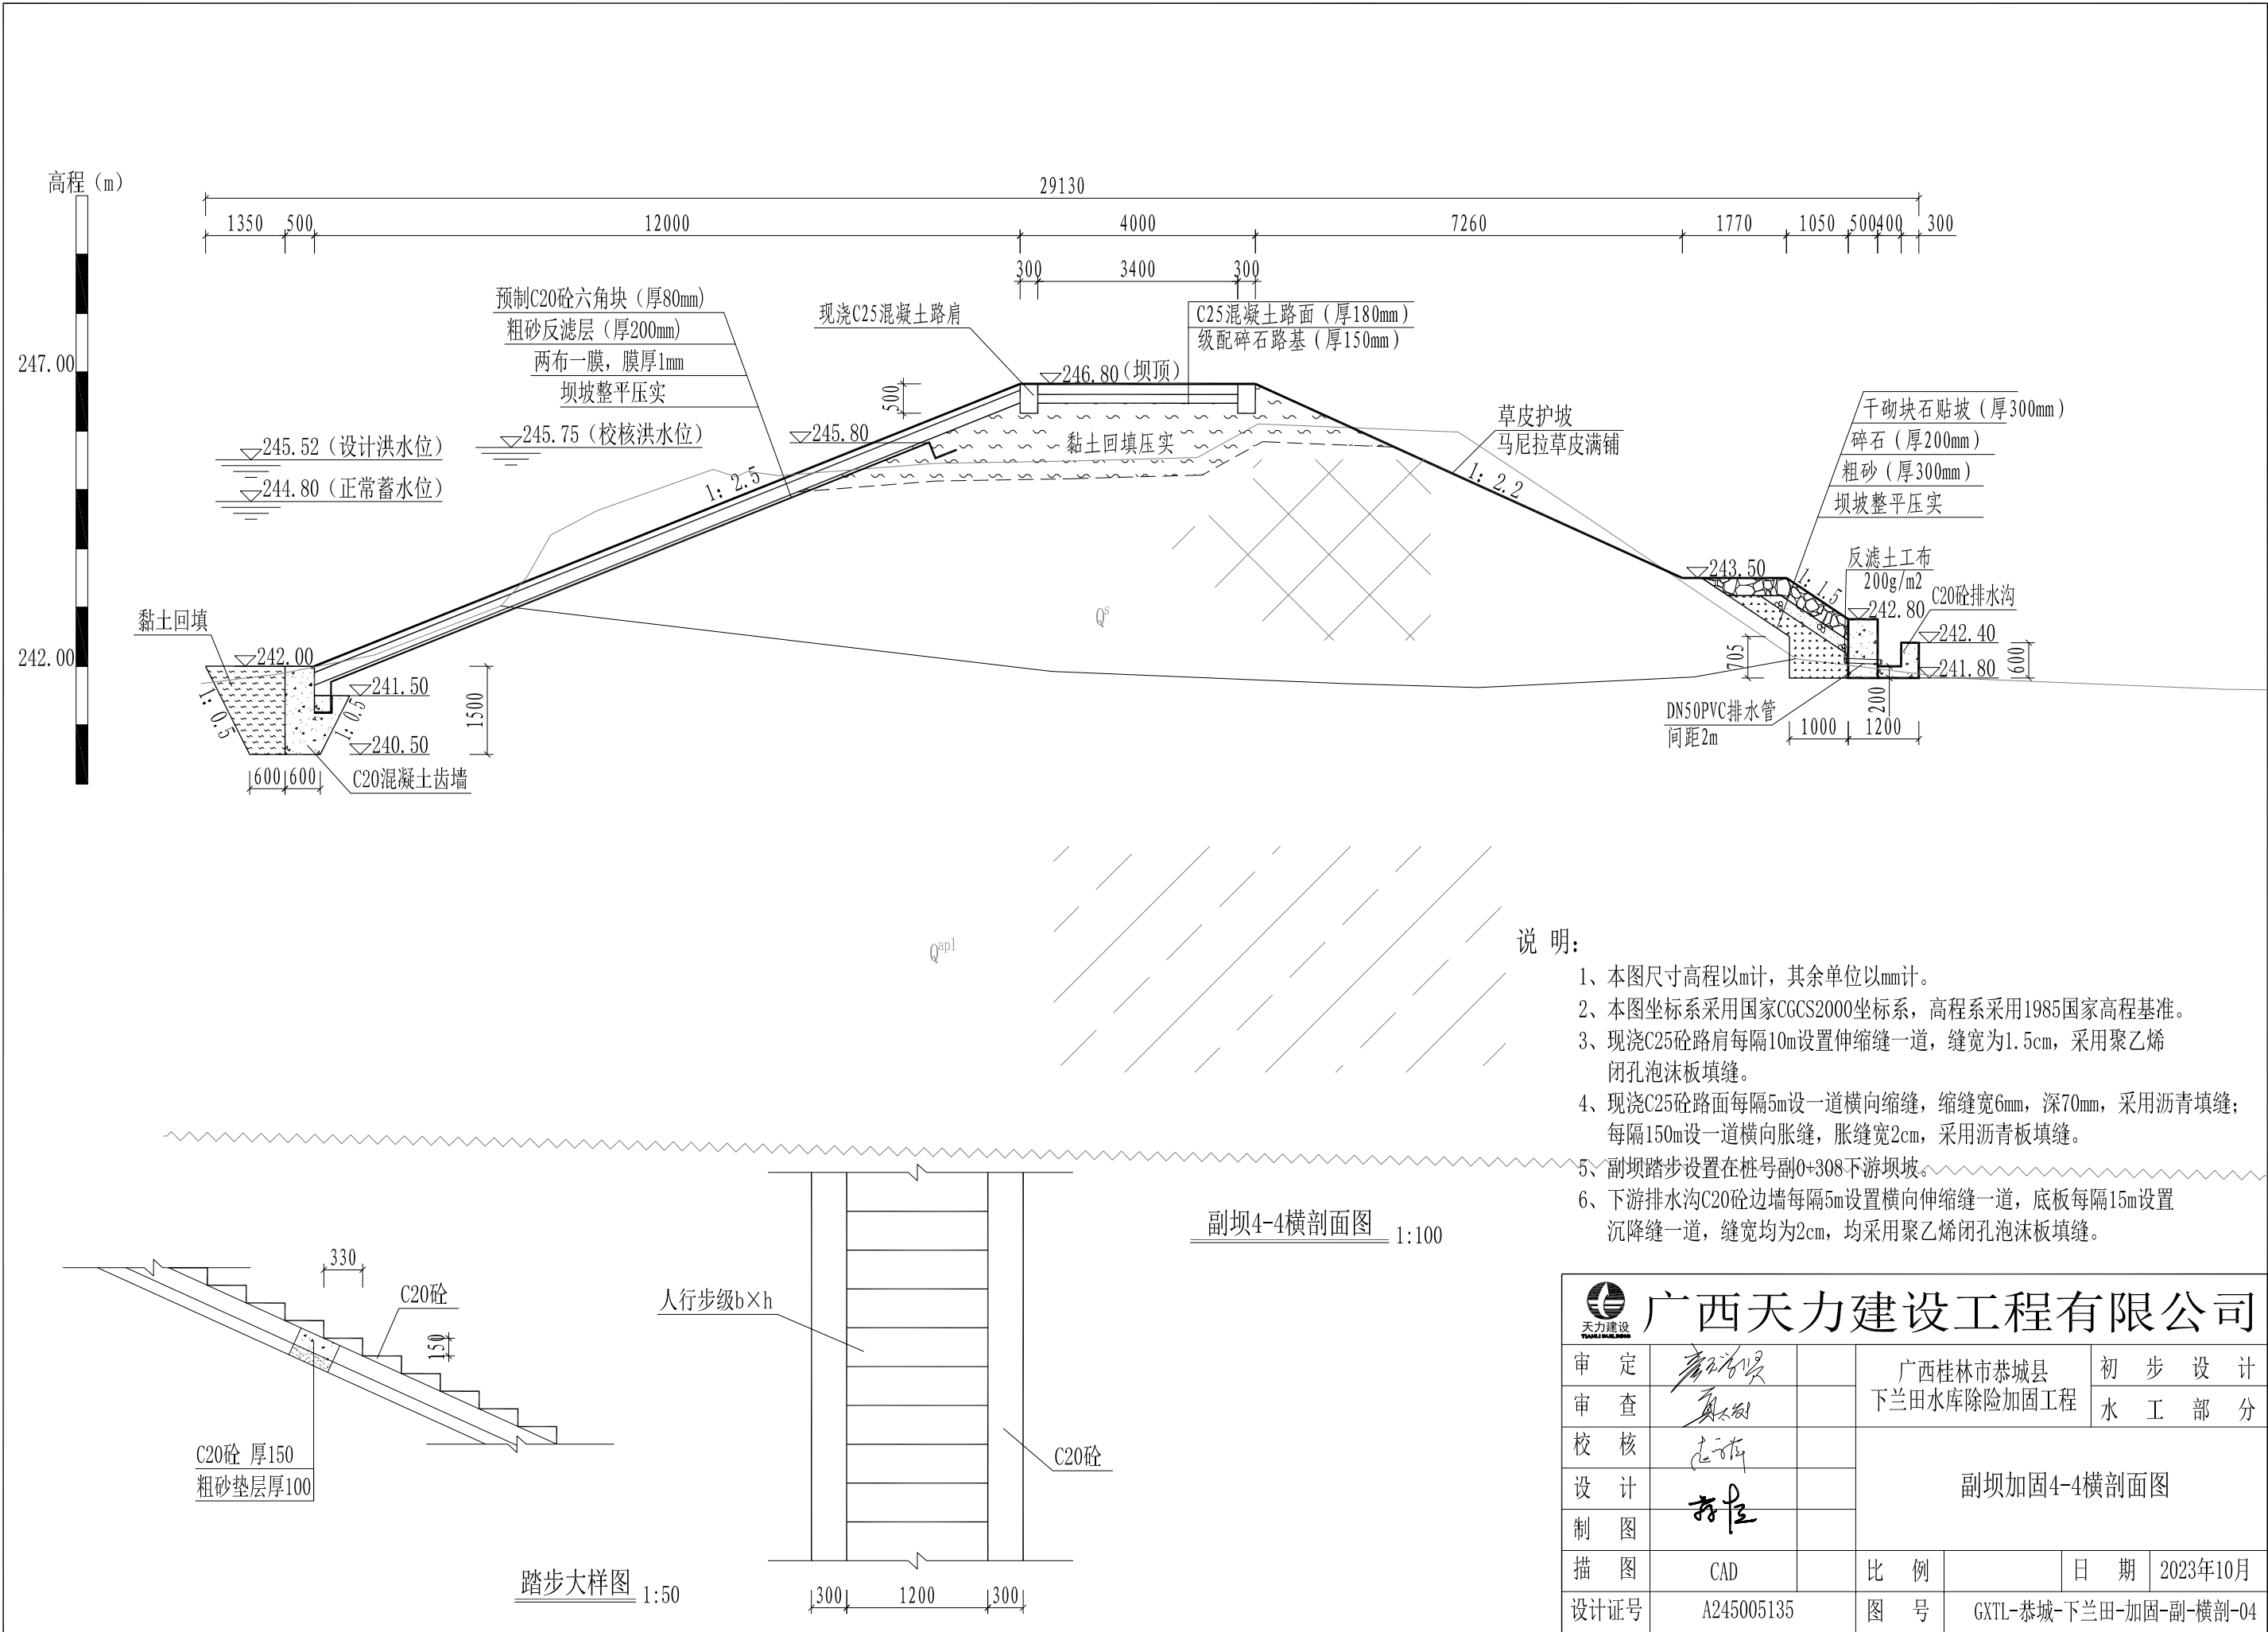 高程（m）
29130
1350 500 12000 4000 7260 1770 1050 500 400 300
300 3400 300
预制C20砼六角块（厚80mm）
粗砂反滤层（厚200mm）
两布一膜，膜厚1mm
坝坡整平压实
现浇C25混凝土路肩
C25混凝土路面（厚180mm）
级配碎石路基（厚150mm）
247.00
246.80（坝顶）
500
245.80
245.75（校核洪水位）
245.52（设计洪水位）
244.80（正常蓄水位）
黏土回填压实
草皮护坡
马尼拉草皮满铺
干砌块石贴坡（厚300mm）
碎石（厚200mm）
粗砂（厚300mm）
坝坡整平压实
1: 2.5
1: 2.2
243.50
1: 1.5
反滤土工布
200g/m2
C20砼排水沟
242.80
242.40
241.80
600
705
200
DN50PVC排水管
间距2m
1000 1200
Qs
黏土回填
242.00
242.00
241.50
240.50
1500
1: 0.5
1: 0.5
600 600
C20混凝土齿墙
Qapl
说 明：
1、本图尺寸高程以m计，其余单位以mm计。
2、本图坐标系采用国家CGCS2000坐标系，高程系采用1985国家高程基准。
3、现浇C25砼路肩每隔10m设置伸缩缝一道，缝宽为1.5cm，采用聚乙烯
闭孔泡沫板填缝。
4、现浇C25砼路面每隔5m设一道横向缩缝，缩缝宽6mm，深70mm，采用沥青填缝；
每隔150m设一道横向胀缝，胀缝宽2cm，采用沥青板填缝。
5、副坝踏步设置在桩号副0+308下游坝坡。
6、下游排水沟C20砼边墙每隔5m设置横向伸缩缝一道，底板每隔15m设置
沉降缝一道，缝宽均为2cm，均采用聚乙烯闭孔泡沫板填缝。
副坝4-4横剖面图 1:100
330
C20砼
150
C20砼 厚150
粗砂垫层厚100
踏步大样图 1:50
人行步级b×h
C20砼
300 1200 300
天力建设
TIANLI BUILDING
广西天力建设工程有限公司
审 定
审 查
校 核
设 计
制 图
描 图 CAD
设计证号 A245005135
广西桂林市恭城县
下兰田水库除险加固工程
初 步 设 计
水 工 部 分
副坝加固4-4横剖面图
比 例
日 期 2023年10月
图 号 GXTL-恭城-下兰田-加固-副-横剖-04